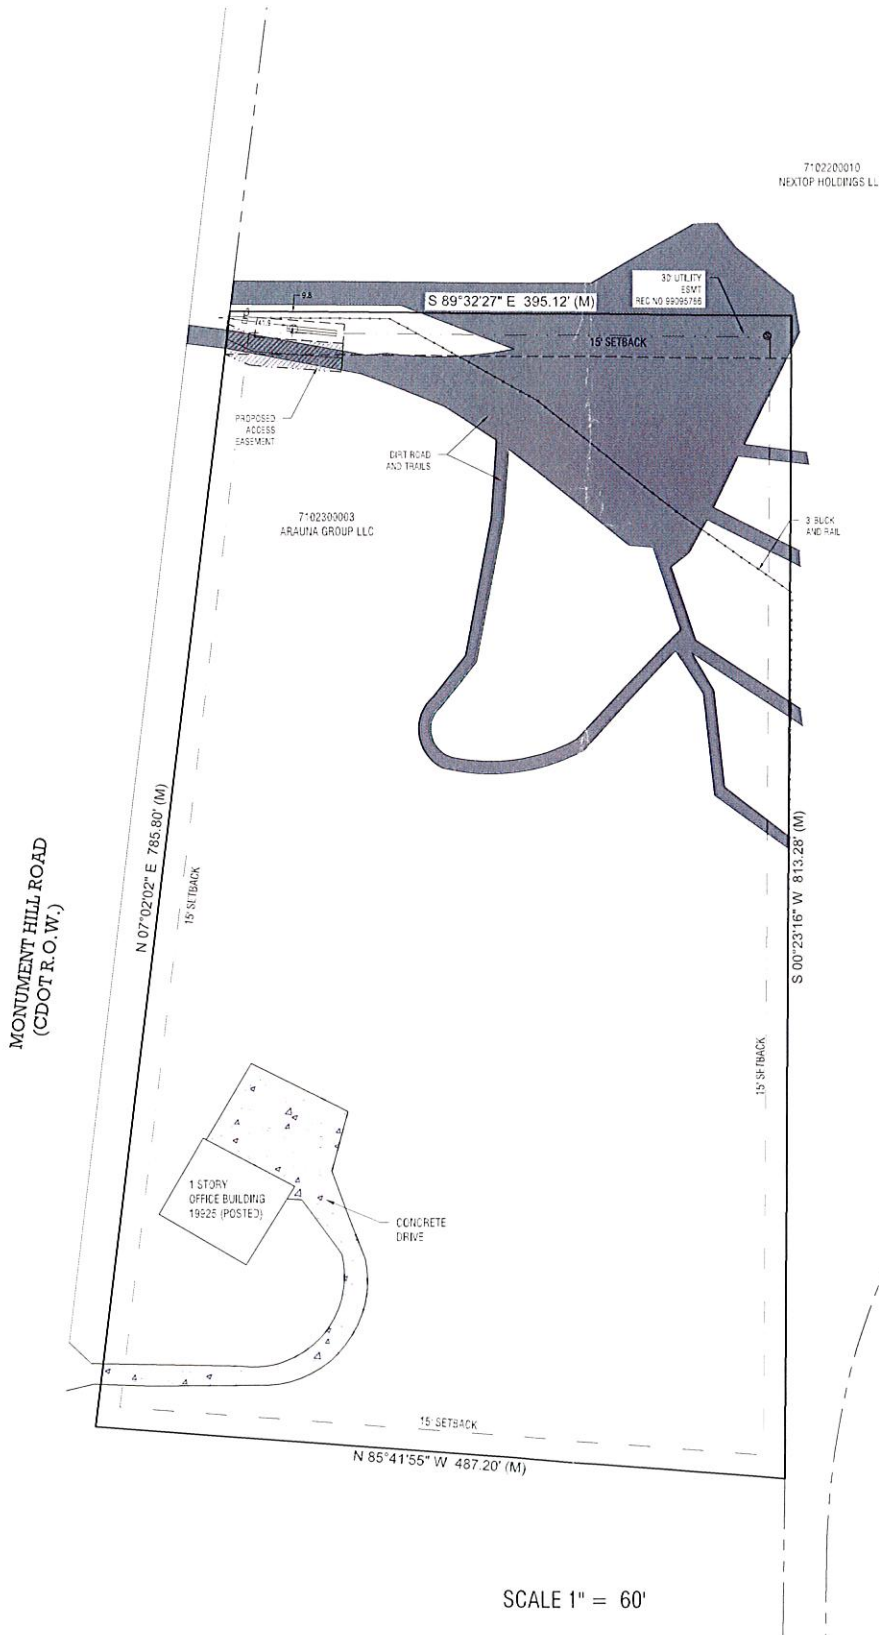 7102200010
NEXTOP HOLDINGS LL
S 89°32'27" E 395.12' (M)
30' UTILITY
ESMT
REC NO 99095786
9.8
15' SETBACK
PROPOSED
ACCESS
EASEMENT
DIRT ROAD
AND TRAILS
7102300003
ARAUNA GROUP LLC
3 BUCK
AND RAIL
N 07°02'02" E 785.80' (M)
15' SETBACK
S 00°23'16" W 813.28' (M)
MONUMENT HILL ROAD
(CDOT R.O.W.)
15' SETBACK
1 STORY
OFFICE BUILDING
19925 (POSTED)
CONCRETE
DRIVE
15' SETBACK
N 85°41'55" W 487.20' (M)
SCALE 1" = 60'